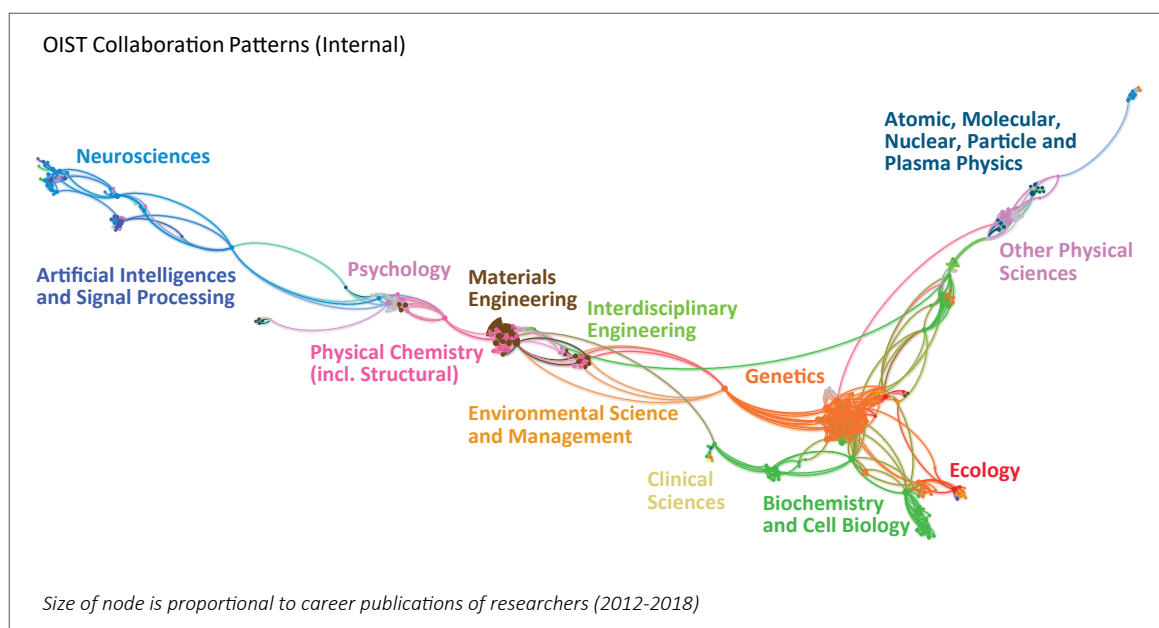 OIST Collaboration Patterns (Internal)
Neurosciences
Atomic, Molecular,
Nuclear, Particle and
Plasma Physics
Artificial Intelligences
and Signal Processing
Psychology
Materials
Engineering
Interdisciplinary
Engineering
Other Physical
Sciences
Physical Chemistry
(incl. Structural)
Genetics
Environmental Science
and Management
Clinical
Sciences
Ecology
Biochemistry
and Cell Biology
Size of node is proportional to career publications of researchers (2012-2018)